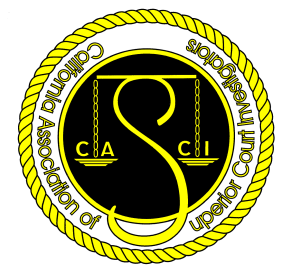 California Association of Superior Court Investigators
CA CI